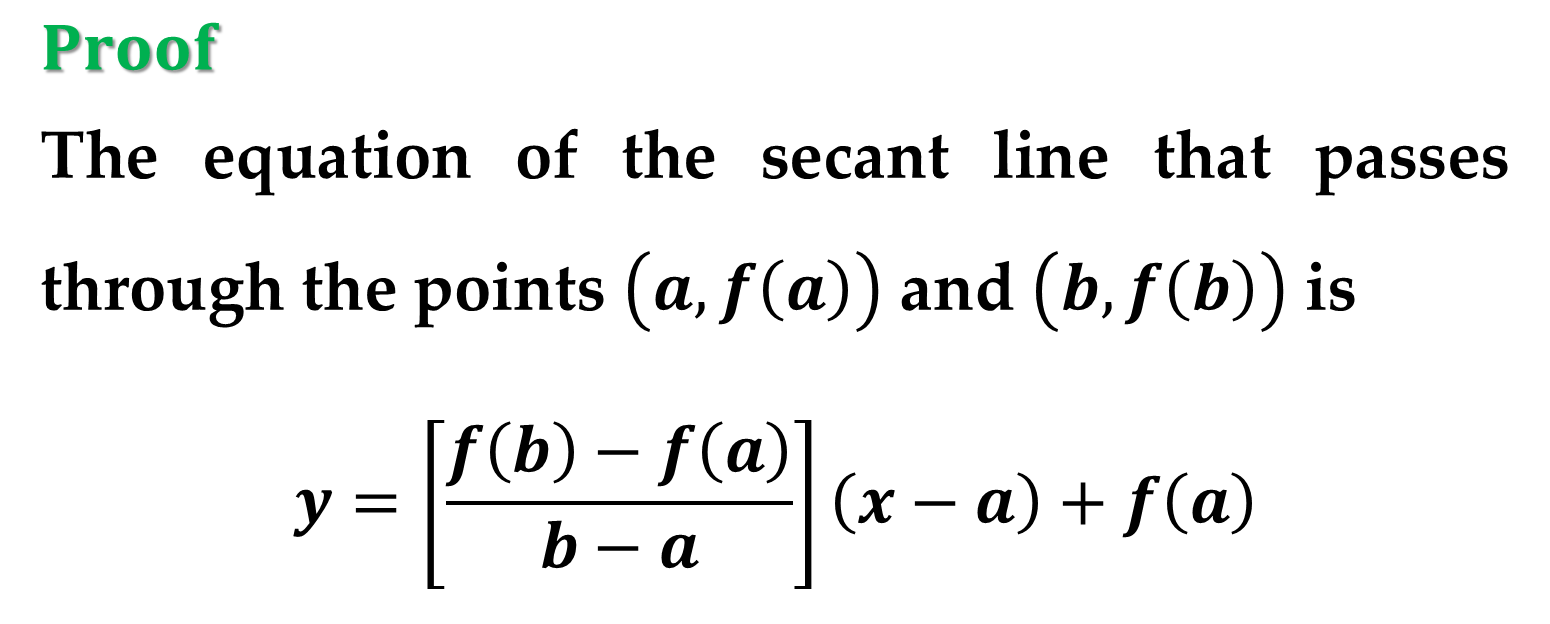 Proof
The equation of the secant line that passes
through the points (a, f(a)) and (b, f(b)) is
y = [f(b) − f(a) / b − a] (x − a) + f(a)